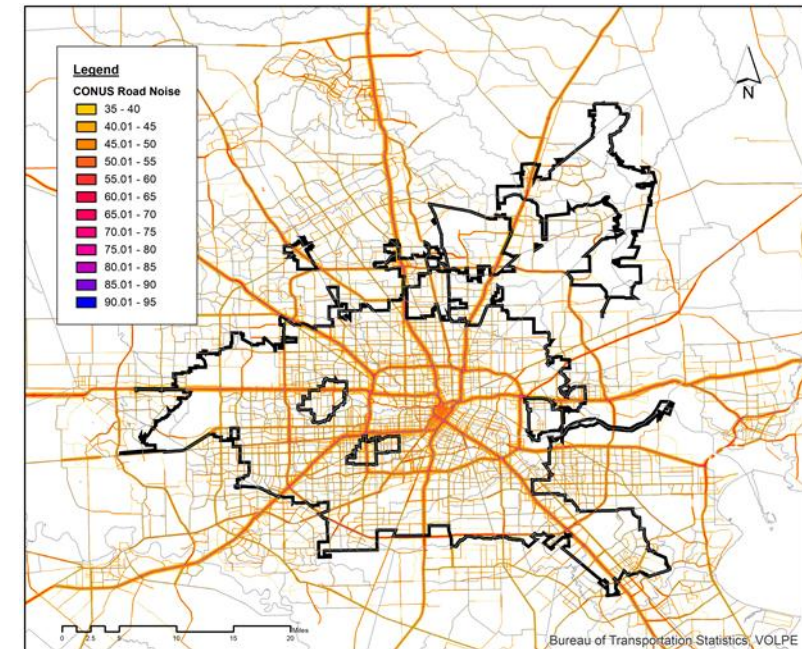 Legend
CONUS Road Noise
35 - 40
40.01 - 45
45.01 - 50
50.01 - 55
55.01 - 60
60.01 - 65
65.01 - 70
70.01 - 75
75.01 - 80
80.01 - 85
85.01 - 90
90.01 - 95
N
0 2.5 5 10 15 20
Miles
Bureau of Transportation Statistics, VOLPE